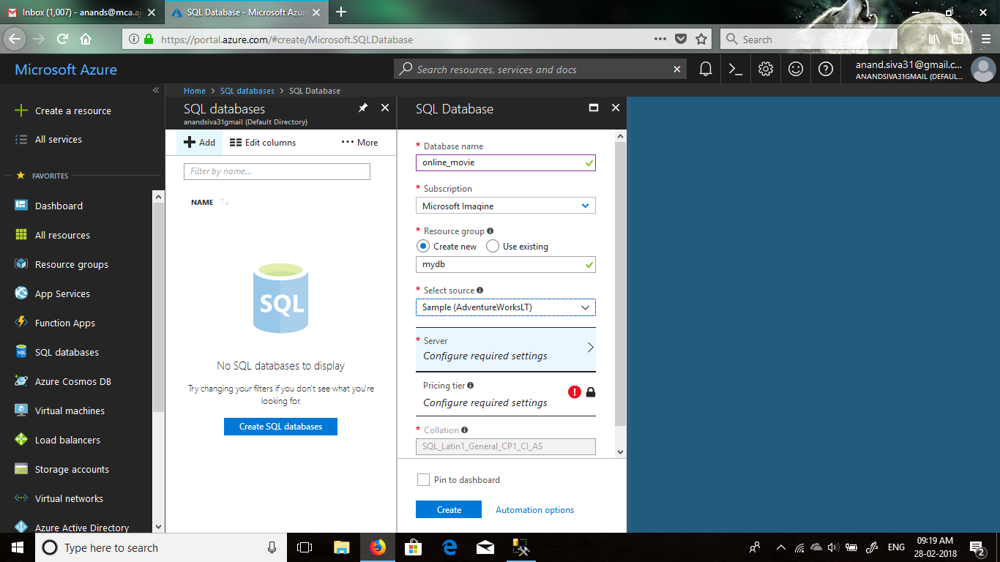 Inbox (1,007) - anands@mca.aj
SQL Database - Microsoft Azur
https://portal.azure.com/#create/Microsoft.SQLDatabase
Search
Microsoft Azure
Search resources, services and docs
anand.siva31@gmail.c...
ANANDSIVA31GMAIL (DEFAUL...
Home > SQL databases > SQL Database
Create a resource
All services
FAVORITES
Dashboard
All resources
Resource groups
App Services
Function Apps
SQL databases
Azure Cosmos DB
Virtual machines
Load balancers
Storage accounts
Virtual networks
Azure Active Directory
SQL databases
anandsiva31gmail (Default Directory)
Add
Edit columns
More
Filter by name...
NAME
SQL
No SQL databases to display
Try changing your filters if you don't see what you're
looking for.
Create SQL databases
SQL Database
* Database name
online_movie
* Subscription
Microsoft Imagine
* Resource group
Create new
Use existing
mydb
* Select source
Sample (AdventureWorksLT)
* Server
Configure required settings
Pricing tier
Configure required settings
* Collation
SQL_Latin1_General_CP1_CI_AS
Pin to dashboard
Create
Automation options
Type here to search
ENG
09:19 AM
28-02-2018
2